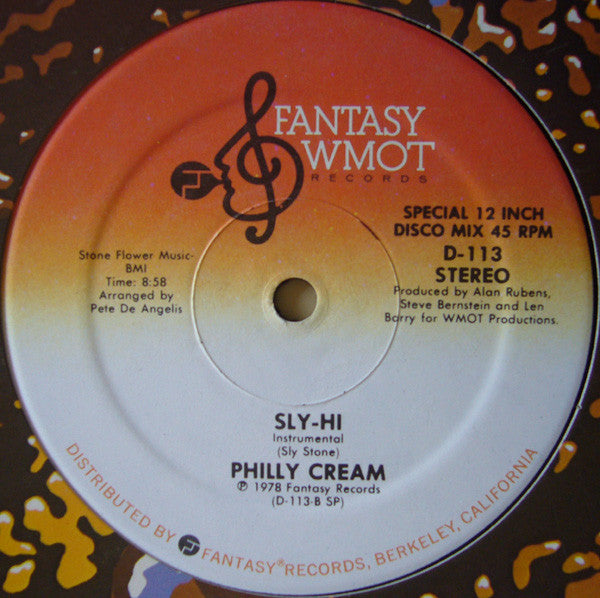 FANTASY
WMOT
RECORDS
SPECIAL 12 INCH
DISCO MIX 45 RPM
D-113
STEREO
Produced by Alan Rubens,
Steve Bernstein and Len
Barry for WMOT Productions.
Stone Flower Music-
BMI
Time: 8:58
Arranged by
Pete De Angelis
SLY-HI
Instrumental
(Sly Stone)
PHILLY CREAM
℗ 1978 Fantasy Records
(D-113-B SP)
DISTRIBUTED BY FANTASY® RECORDS, BERKELEY, CALIFORNIA